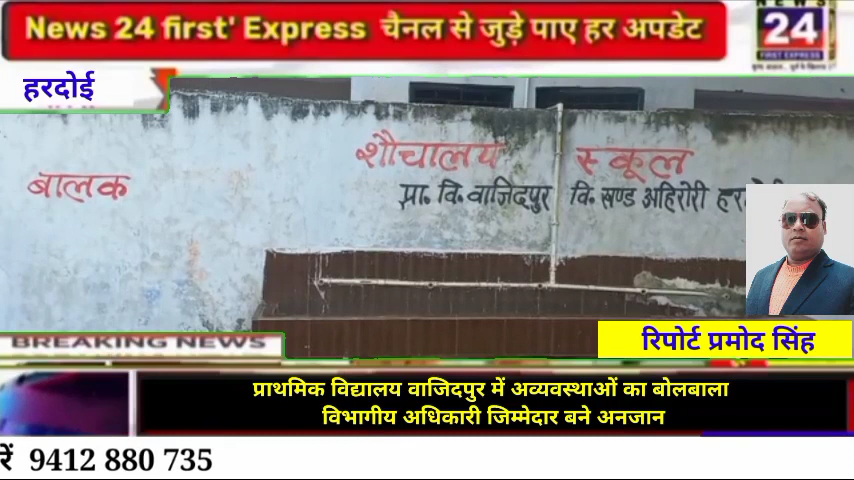 News 24 first' Express चैनल से जुड़े पाए हर अपडेट
NEWS
24
FIRST EXPRESS
हरदोई
शौचालय स्कूल
बालक
प्रा. वि. वाजिदपुर वि. खण्ड अहिरोरी
BREAKING NEWS
रिपोर्ट प्रमोद सिंह
प्राथमिक विद्यालय वाजिदपुर में अव्यवस्थाओं का बोलबाला
विभागीय अधिकारी जिम्मेदार बने अनजान
रें 9412 880 735